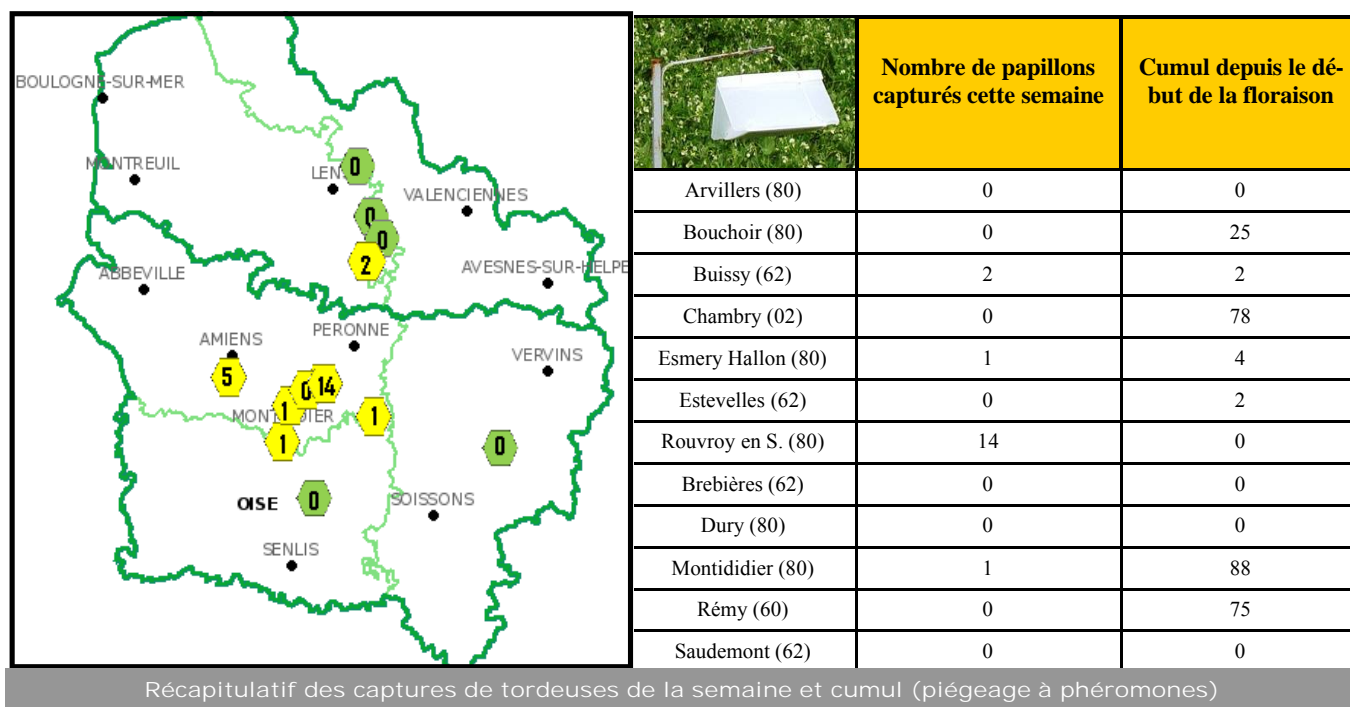 BOULOGNE-SUR-MER
MONTREUIL
0
VALENCIENNES
0
0
2
AVESNES-SUR-HELPE
ABBEVILLE
PERONNE
AMIENS
VERVINS
5
0
14
1
1
1
0
OISE
0
SOISSONS
SENLIS
Nombre de papillons
capturés cette semaine
Cumul depuis le dé-
but de la floraison
Arvillers (80) 0 0
Bouchoir (80) 0 25
Buissy (62) 2 2
Chambry (02) 0 78
Esmery Hallon (80) 1 4
Estevelles (62) 0 2
Rouvroy en S. (80) 14 0
Brebières (62) 0 0
Dury (80) 0 0
Montididier (80) 1 88
Rémy (60) 0 75
Saudemont (62) 0 0
Récapitulatif des captures de tordeuses de la semaine et cumul (piégeage à phéromones)